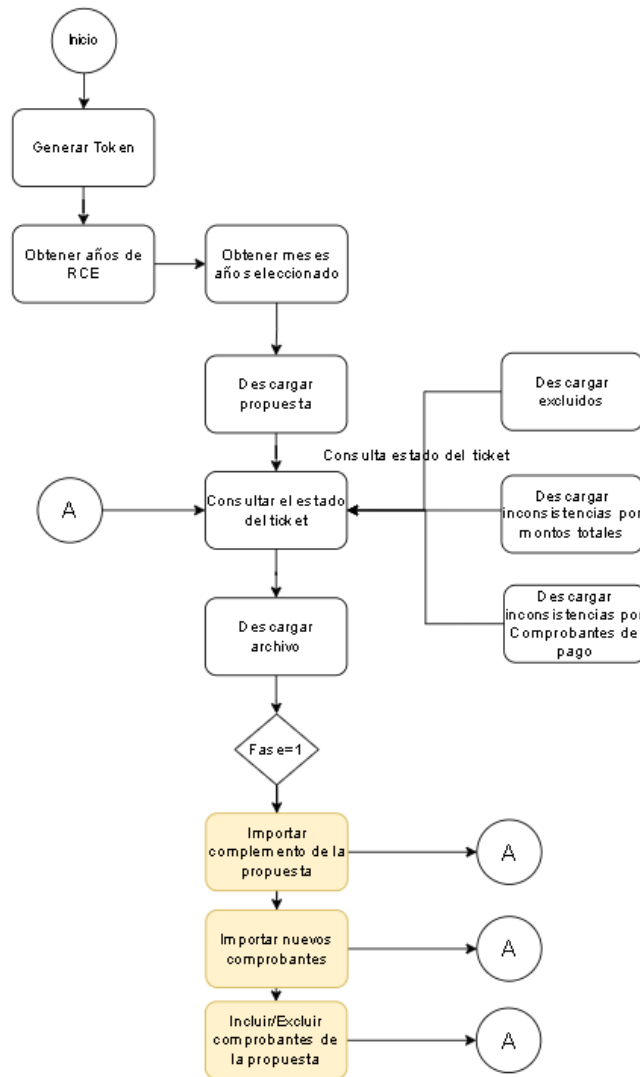 Inicio
Generar Token
Obtener años de
RCE
Obtener meses
año seleccionado
Descargar
propuesta
Descargar
excluidos
Consulta estado del ticket
A
Consultar el estado
del ticket
Descargar
inconsistencias por
montos totales
Descargar
archivo
Descargar
inconsistencias por
Comprobantes de
pago
Fase=1
Importar
complemento de la
propuesta
A
Importar nuevos
comprobantes
A
Incluir/Excluir
comprobantes de
la propuesta
A